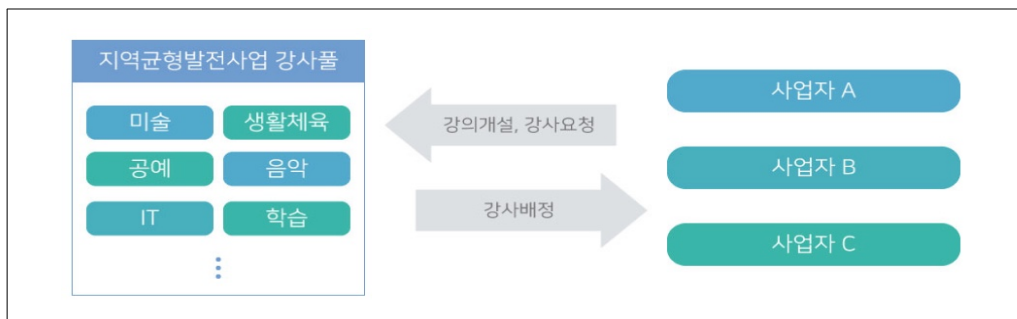 지역균형발전사업 강사풀
미술
생활체육
공예
음악
IT
학습
강의개설, 강사요청
강사배정
사업자 A
사업자 B
사업자 C